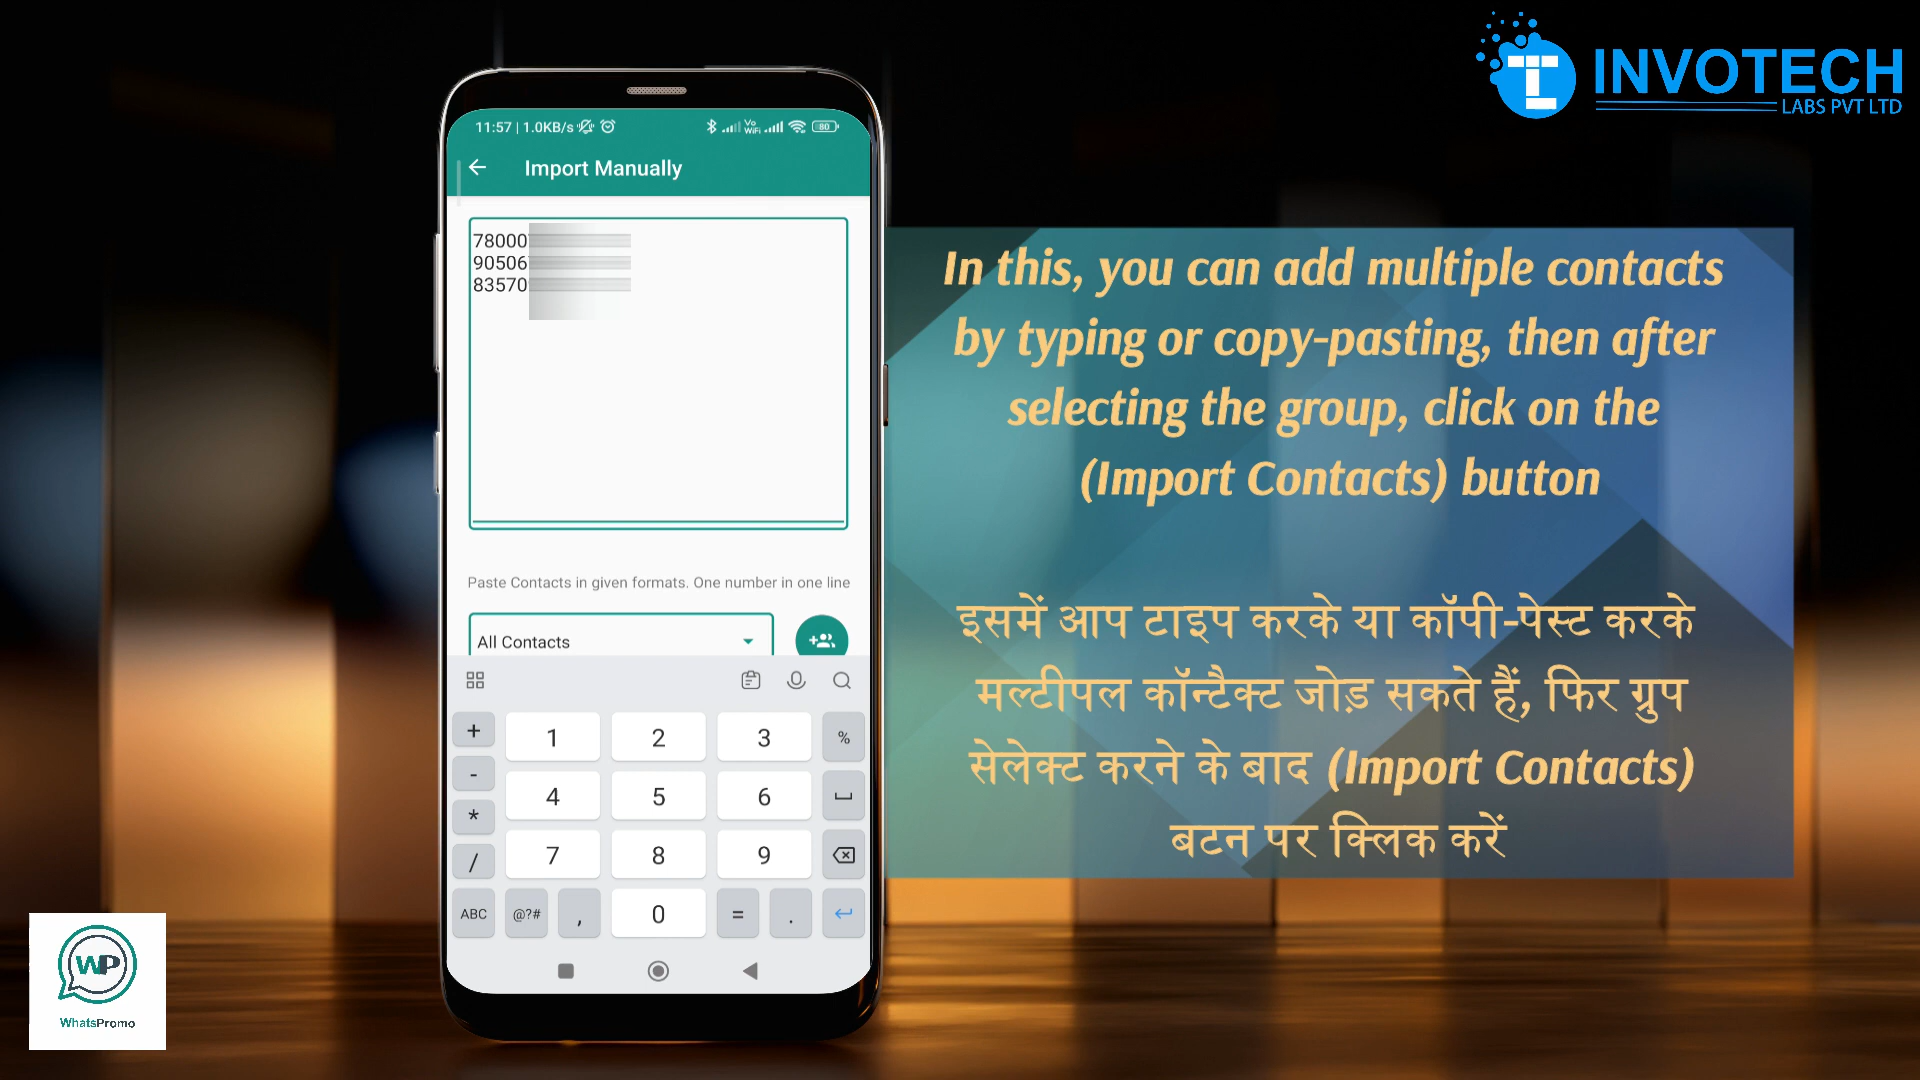 INVOTECH
LABS PVT LTD
11:57 | 1.0KB/s
Vo
WiFi
80
Import Manually
78000
90506
83570
Paste Contacts in given formats. One number in one line
All Contacts
+ 1 2 3 %
- 4 5 6
* 7 8 9
/
ABC @?# , 0 = .
In this, you can add multiple contacts
by typing or copy-pasting, then after
selecting the group, click on the
(Import Contacts) button
इसमें आप टाइप करके या कॉपी-पेस्ट करके
मल्टीपल कॉन्टैक्ट जोड़ सकते हैं, फिर ग्रुप
सेलेक्ट करने के बाद (Import Contacts)
बटन पर क्लिक करें
WP
WhatsPromo